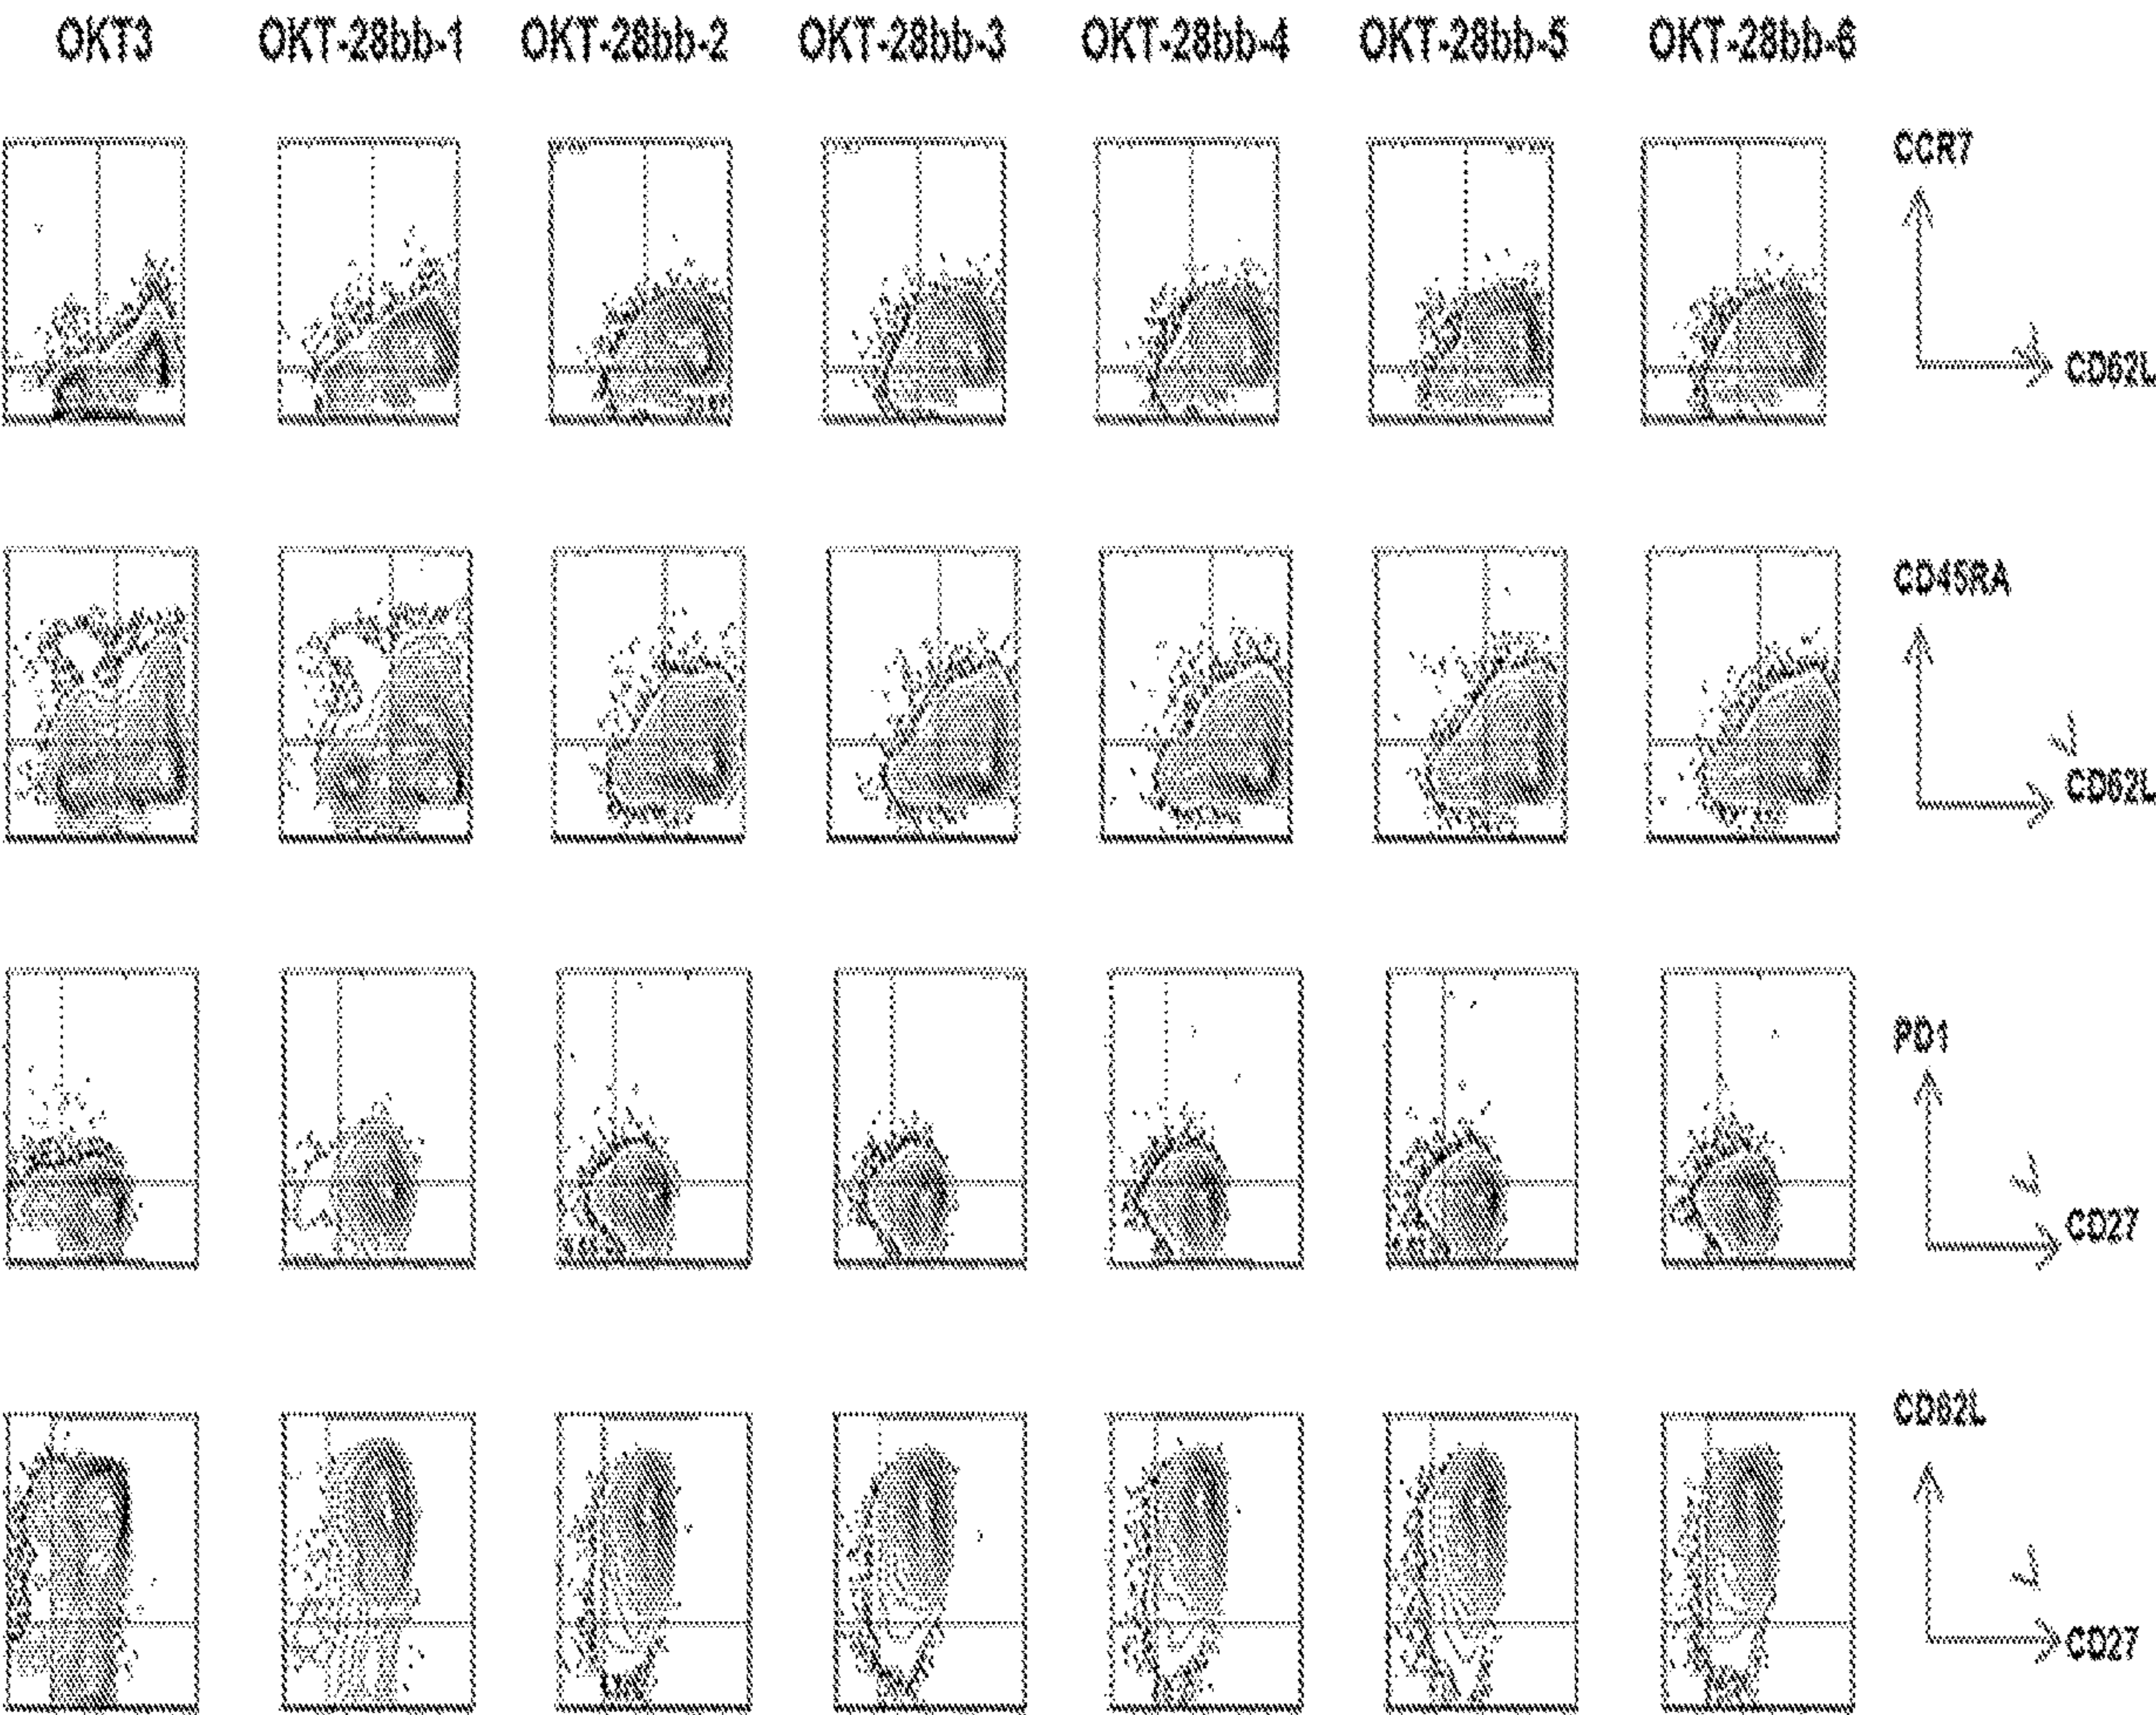 OKT3 OKT-28bb-1 OKT-28bb-2 OKT-28bb-3 OKT-28bb-4 OKT-28bb-5 OKT-28bb-6
CCR7
CD62L
CD45RA
CD62L
PD1
CD27
CD62L
CD27